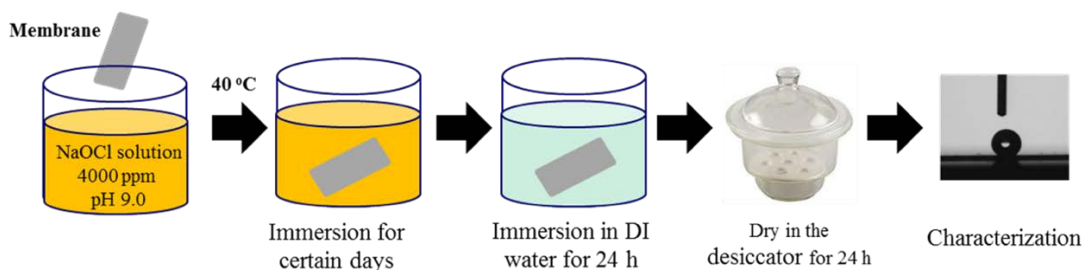 Membrane
NaOCl solution
4000 ppm
pH 9.0
40 °C
Immersion for
certain days
Immersion in DI
water for 24 h
Dry in the
desiccator for 24 h
Characterization